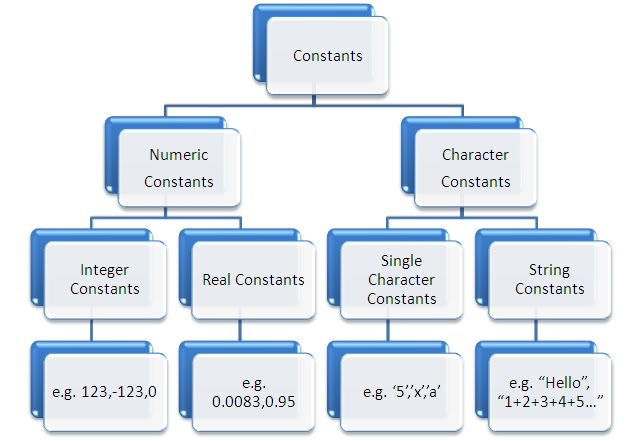 Constants
Numeric
Constants
Character
Constants
Integer
Constants
Real Constants
Single
Character
Constants
String
Constants
e.g. 123,-123,0
e.g.
0.0083,0.95
e.g. ‘5’,’x’,’a’
e.g. “Hello”,
“1+2+3+4+5…”